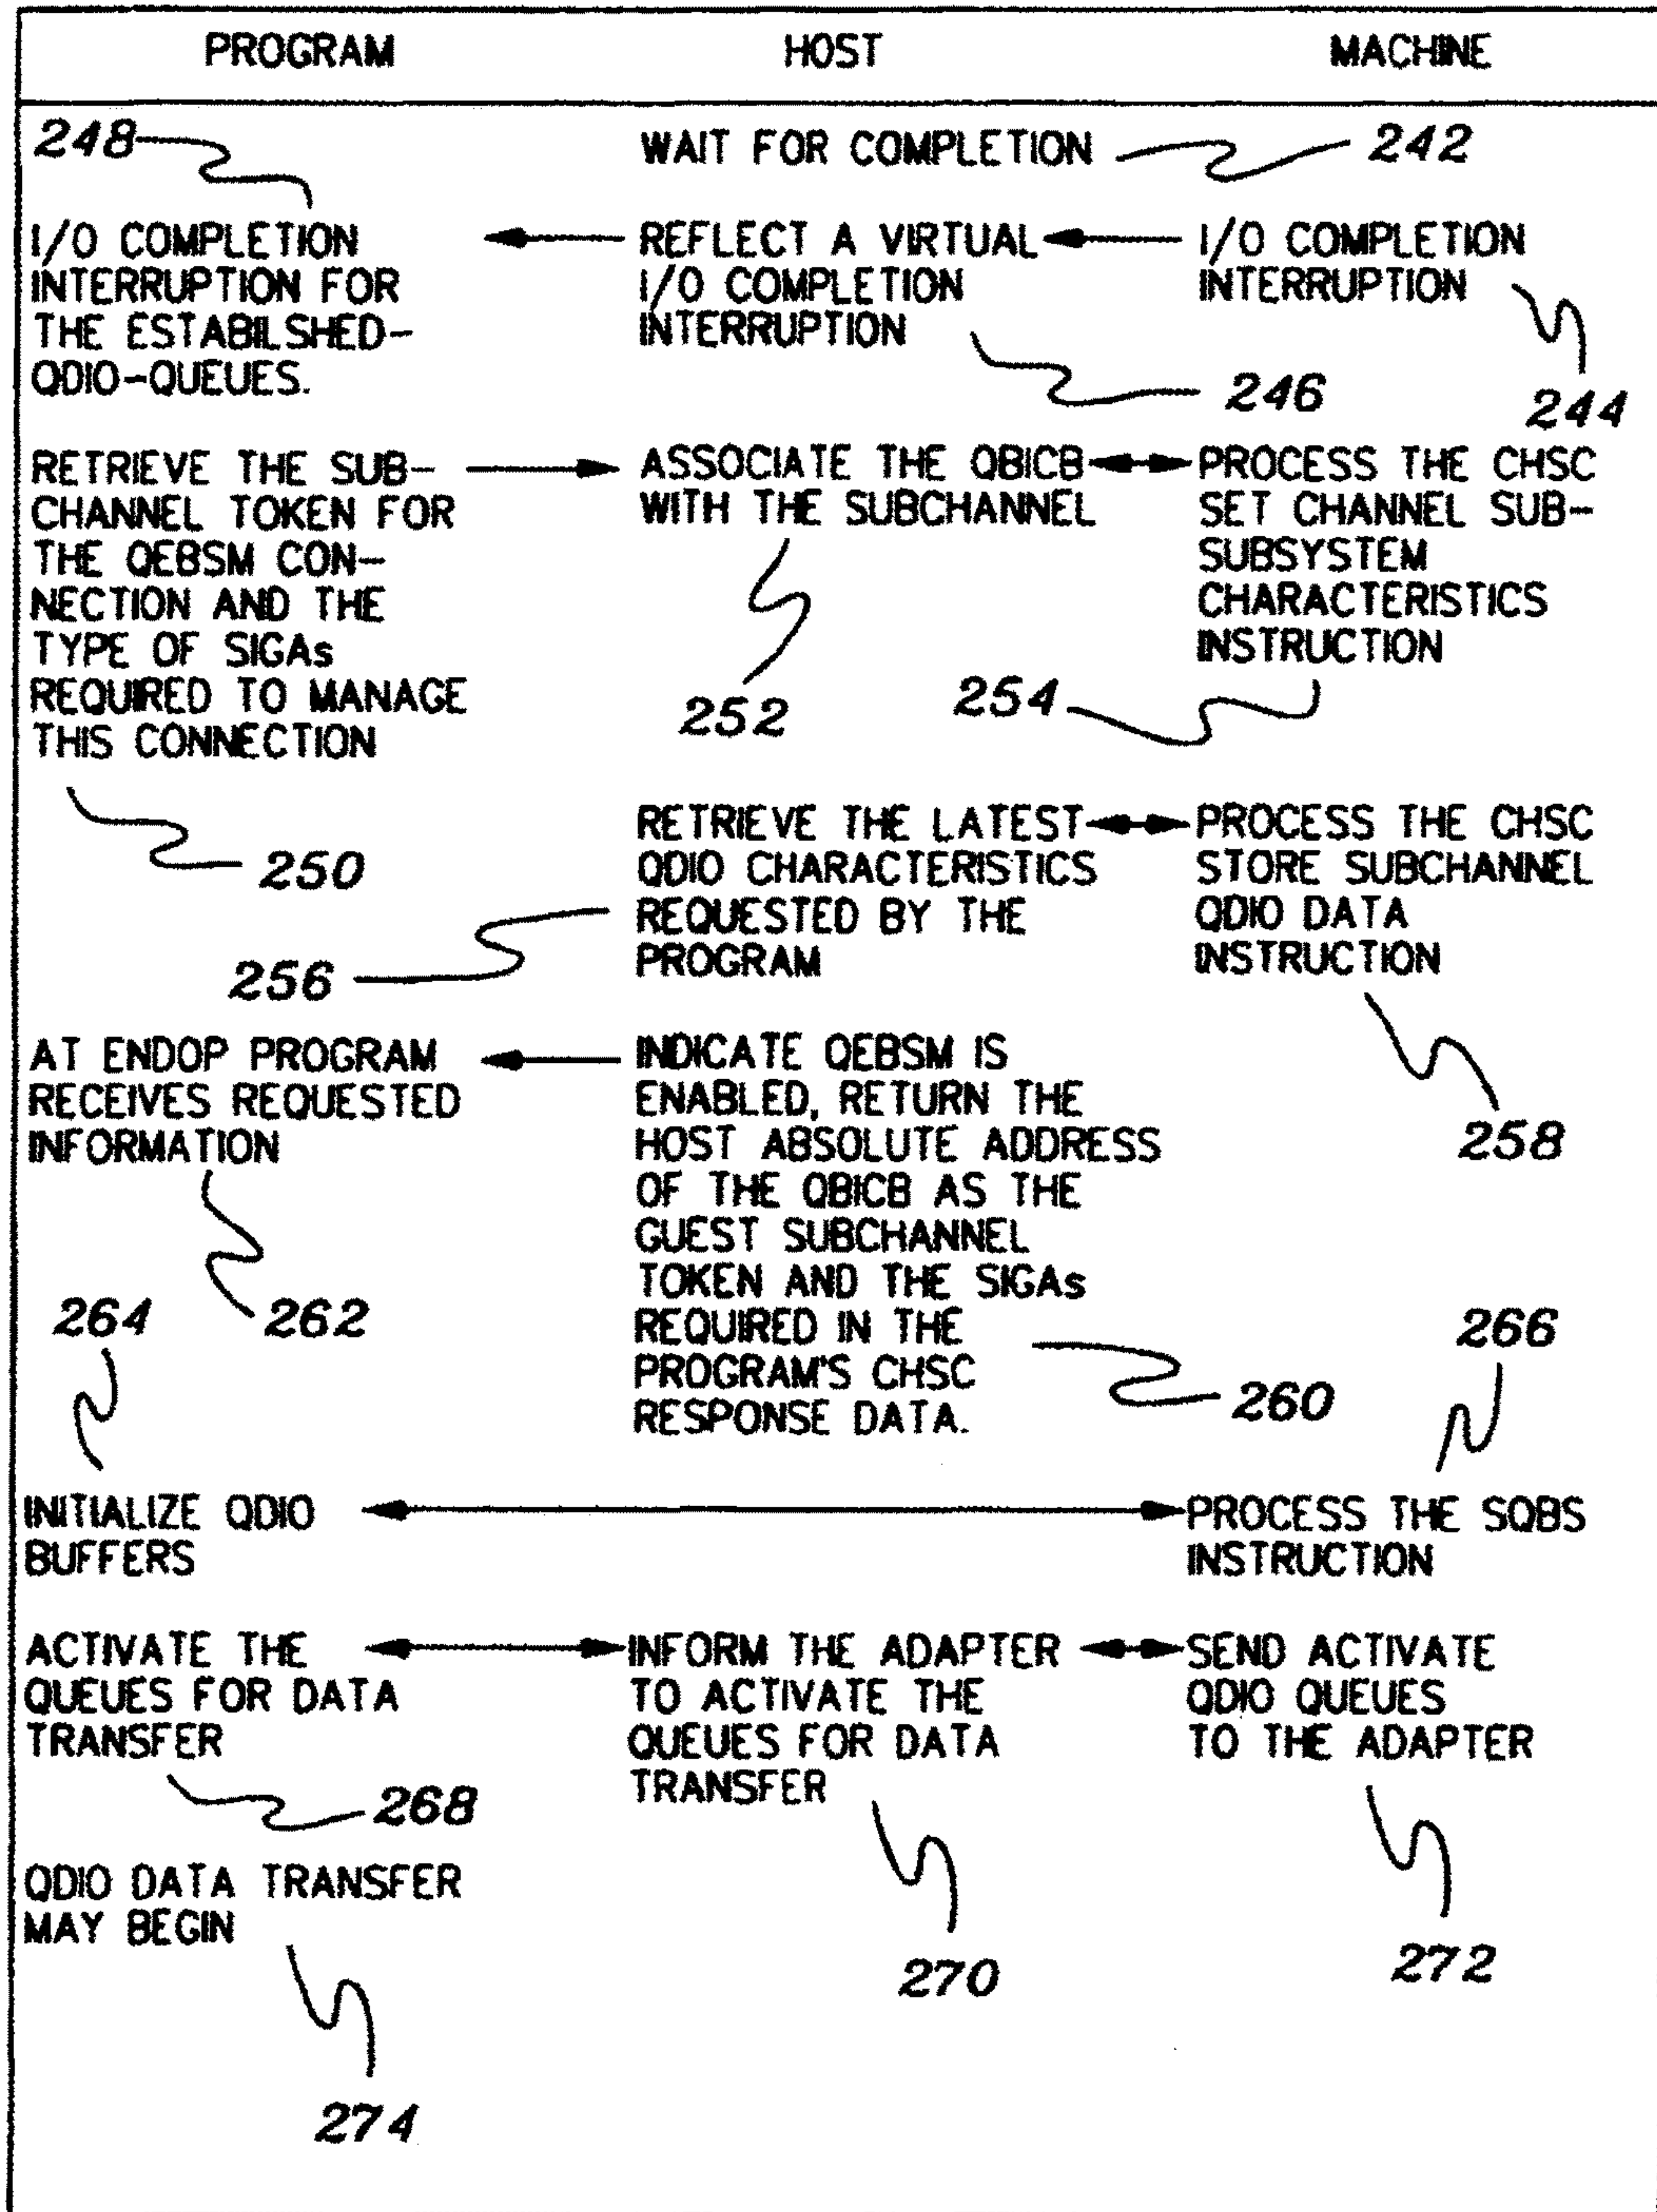 PROGRAM HOST MACHINE
248
WAIT FOR COMPLETION
242
I/O COMPLETION
INTERRUPTION FOR
THE ESTABILSHED-
QDIO-QUEUES.
REFLECT A VIRTUAL
I/O COMPLETION
INTERRUPTION
246
I/O COMPLETION
INTERRUPTION
244
RETRIEVE THE SUB-
CHANNEL TOKEN FOR
THE QEBSM CON-
NECTION AND THE
TYPE OF SIGAs
REQUIRED TO MANAGE
THIS CONNECTION
250
ASSOCIATE THE QBICB
WITH THE SUBCHANNEL
252
PROCESS THE CHSC
SET CHANNEL SUB-
SUBSYSTEM
CHARACTERISTICS
INSTRUCTION
254
RETRIEVE THE LATEST
QDIO CHARACTERISTICS
REQUESTED BY THE
PROGRAM
256
PROCESS THE CHSC
STORE SUBCHANNEL
QDIO DATA
INSTRUCTION
258
AT ENDOP PROGRAM
RECEIVES REQUESTED
INFORMATION
262
INDICATE QEBSM IS
ENABLED, RETURN THE
HOST ABSOLUTE ADDRESS
OF THE QBICB AS THE
GUEST SUBCHANNEL
TOKEN AND THE SIGAs
REQUIRED IN THE
PROGRAM'S CHSC
RESPONSE DATA.
260
264
266
INITIALIZE QDIO
BUFFERS
PROCESS THE SQBS
INSTRUCTION
ACTIVATE THE
QUEUES FOR DATA
TRANSFER
268
INFORM THE ADAPTER
TO ACTIVATE THE
QUEUES FOR DATA
TRANSFER
270
SEND ACTIVATE
QDIO QUEUES
TO THE ADAPTER
272
QDIO DATA TRANSFER
MAY BEGIN
274